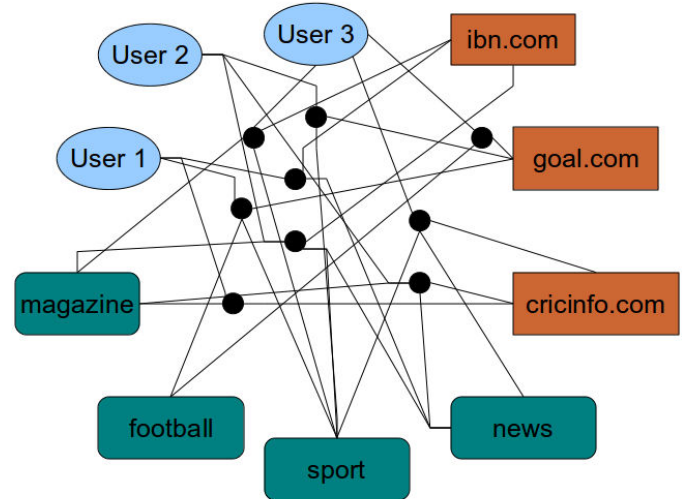 User 3
ibn.com
User 2
User 1
goal.com
magazine
cricinfo.com
football
news
sport